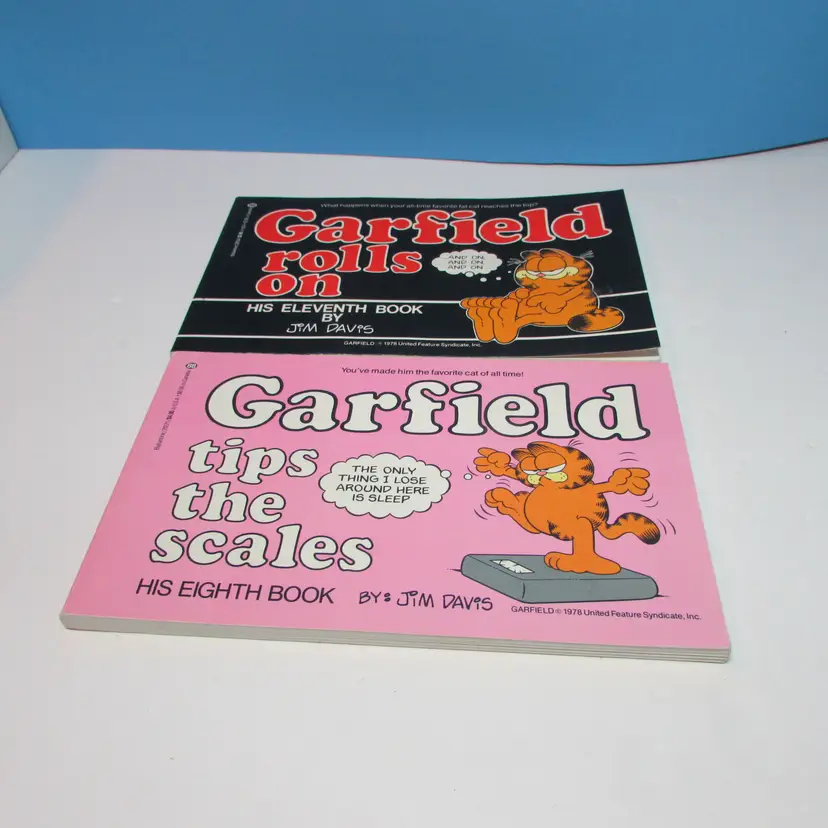 What happens when your all-time favorite fat cat reaches the top?
Garfield
rolls
on
AND ON,
AND ON,
AND ON
HIS ELEVENTH BOOK
BY
JIM DAVIS
GARFIELD © 1978 United Feature Syndicate, Inc.
You've made him the favorite cat of all time!
Garfield
tips
the
scales
THE ONLY
THING I LOSE
AROUND HERE
IS SLEEP
HIS EIGHTH BOOK
BY: JIM DAVIS
GARFIELD © 1978 United Feature Syndicate, Inc.